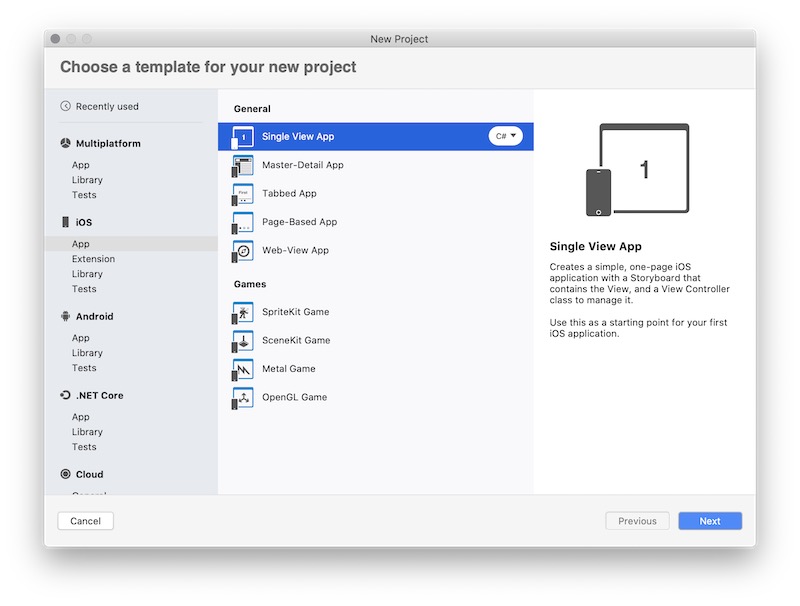 New Project
Choose a template for your new project
Recently used
Multiplatform
App
Library
Tests
iOS
App
Extension
Library
Tests
Android
App
Library
Tests
.NET Core
App
Library
Tests
Cloud
General
General
1 Single View App C#
Master-Detail App
First Tabbed App
Page-Based App
Web-View App
Games
SpriteKit Game
SceneKit Game
Metal Game
OpenGL Game
1
Single View App
Creates a simple, one-page iOS
application with a Storyboard that
contains the View, and a View Controller
class to manage it.
Use this as a starting point for your first
iOS application.
Cancel
Previous
Next